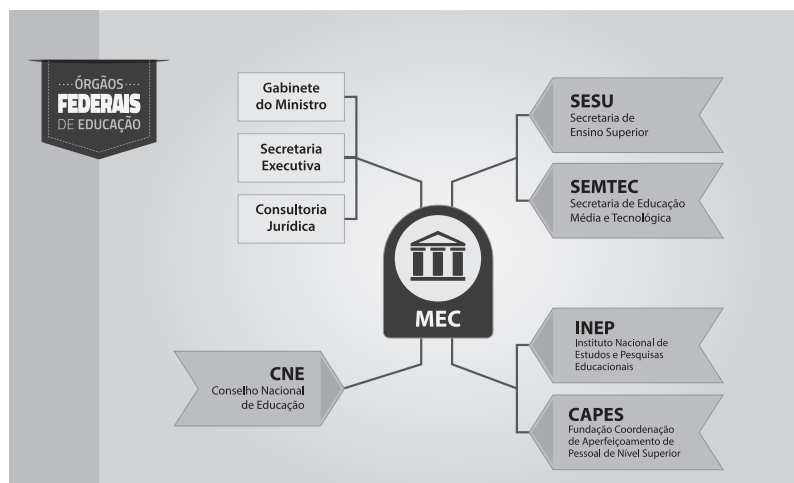 ÓRGÃOS
FEDERAIS
DE EDUCAÇÃO
Gabinete
do Ministro
Secretaria
Executiva
Consultoria
Jurídica
SESU
Secretaria de
Ensino Superior
SEMTEC
Secretaria de Educação
Média e Tecnológica
MEC
CNE
Conselho Nacional
de Educação
INEP
Instituto Nacional de
Estudos e Pesquisas
Educacionais
CAPES
Fundação Coordenação
de Aperfeiçoamento de
Pessoal de Nível Superior